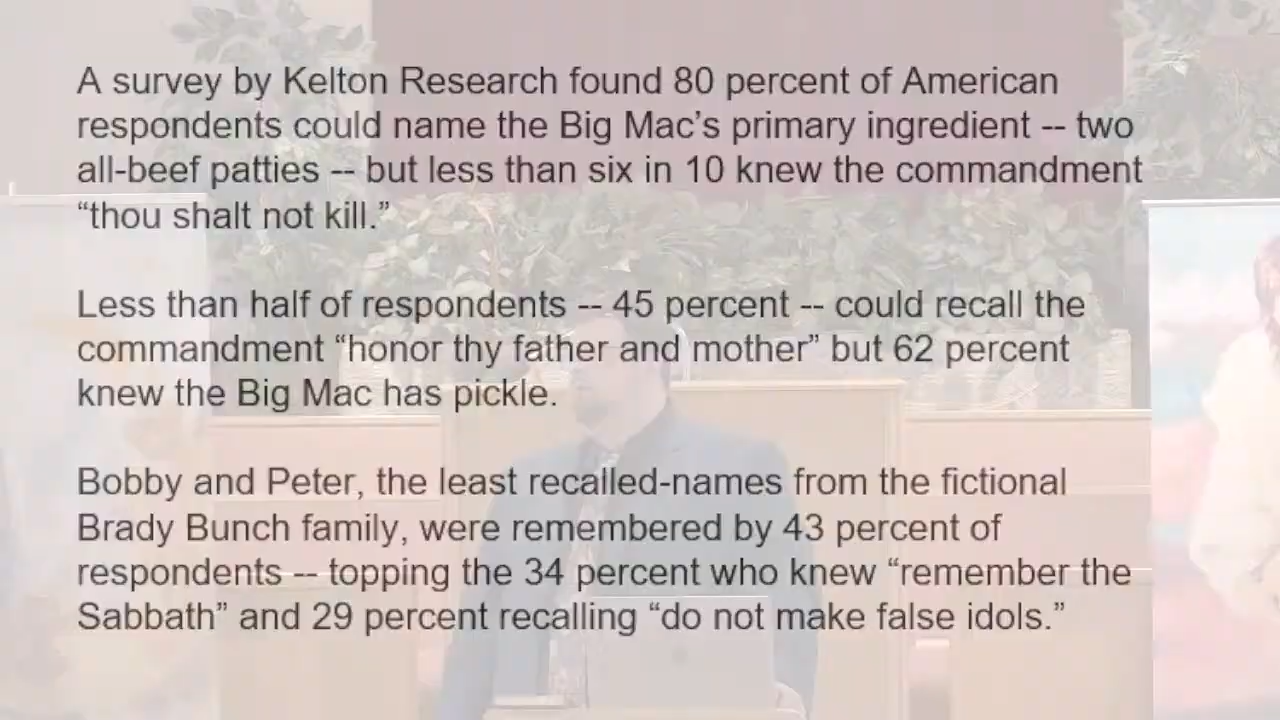 A survey by Kelton Research found 80 percent of American
respondents could name the Big Mac’s primary ingredient -- two
all-beef patties -- but less than six in 10 knew the commandment
“thou shalt not kill.”
Less than half of respondents -- 45 percent -- could recall the
commandment “honor thy father and mother” but 62 percent
knew the Big Mac has pickle.
Bobby and Peter, the least recalled-names from the fictional
Brady Bunch family, were remembered by 43 percent of
respondents -- topping the 34 percent who knew “remember the
Sabbath” and 29 percent recalling “do not make false idols.”